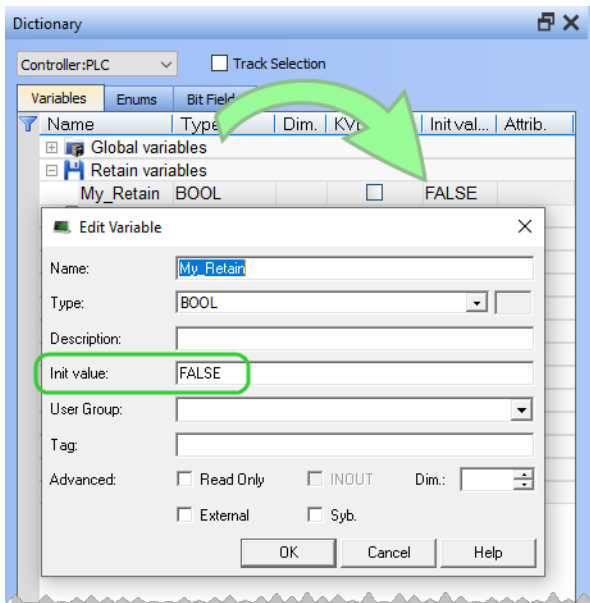 Dictionary
Controller:PLC Track Selection
Variables Enums Bit Field
Name Type Dim. Init val... Attrib.
Global variables
Retain variables
My_Retain BOOL FALSE
Edit Variable
Name: My_Retain
Type: BOOL
Description:
Init value: FALSE
User Group:
Tag:
Advanced: Read Only INOUT Dim.:
External Syb.
OK Cancel Help